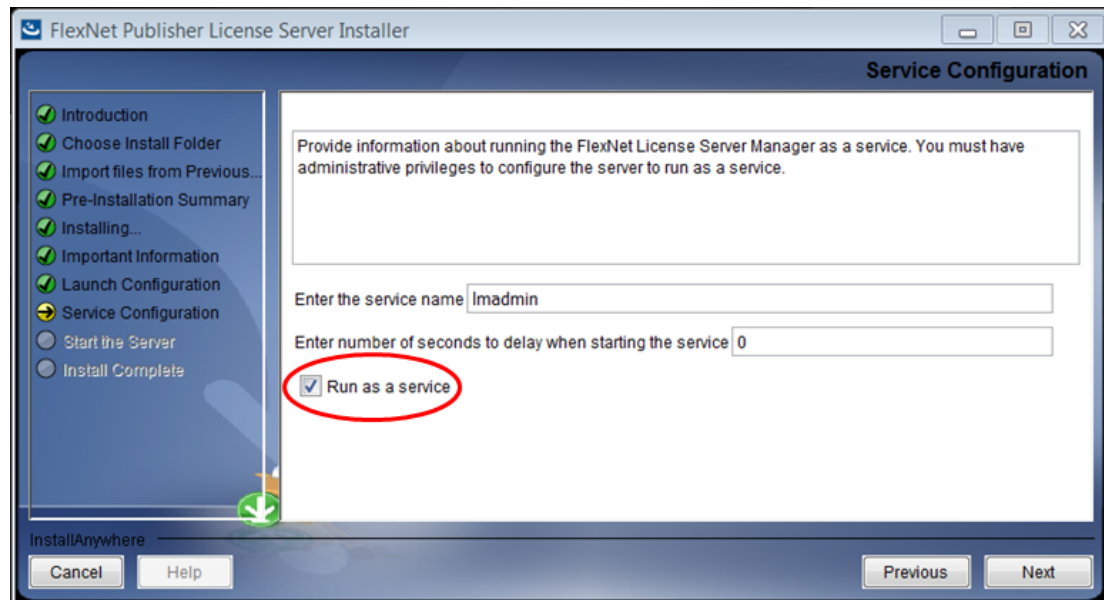 FlexNet Publisher License Server Installer
Service Configuration
Introduction
Choose Install Folder
Import files from Previous...
Pre-Installation Summary
Installing...
Important Information
Launch Configuration
Service Configuration
Start the Server
Install Complete
Provide information about running the FlexNet License Server Manager as a service. You must have
administrative privileges to configure the server to run as a service.
Enter the service name lmadmin
Enter number of seconds to delay when starting the service 0
Run as a service
InstallAnywhere
Cancel Help Previous Next